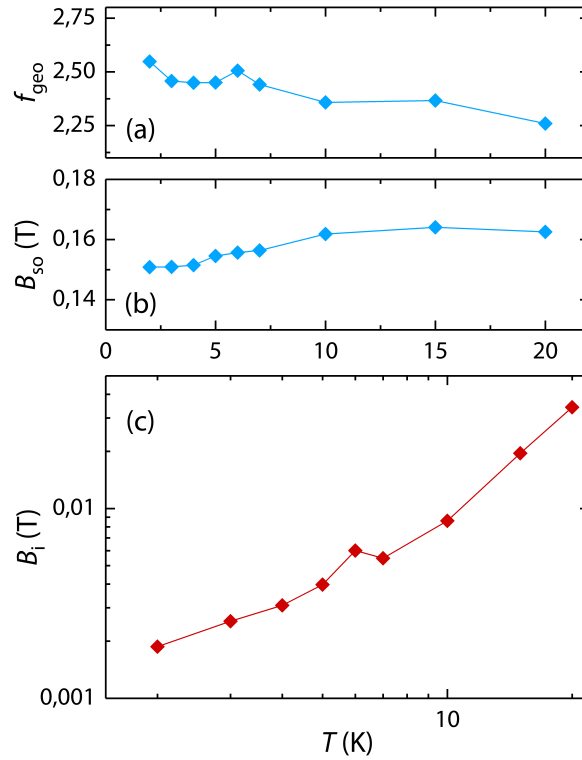 2,75
2,50
2,25
f_geo
(a)
0,18
0,16
0,14
B_so (T)
(b)
0
5
10
15
20
(c)
0,01
0,001
B_i (T)
10
T (K)